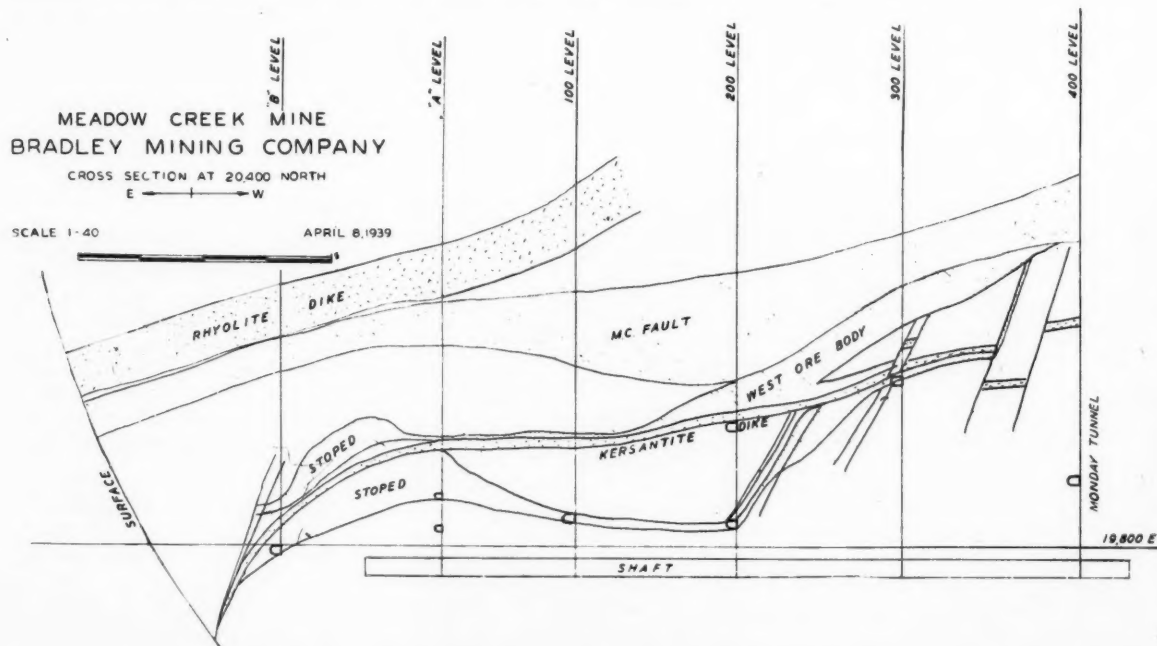 MEADOW CREEK MINE
BRADLEY MINING COMPANY
CROSS SECTION AT 20,400 NORTH
E W
SCALE 1-40 APRIL 8, 1939
"B" LEVEL
"A" LEVEL
100 LEVEL
200 LEVEL
300 LEVEL
400 LEVEL
RHYOLITE DIKE
M.C. FAULT
WEST ORE BODY
KERSANTITE DIKE
STOPED
STOPED
SURFACE
MONDAY TUNNEL
19,800 E
SHAFT